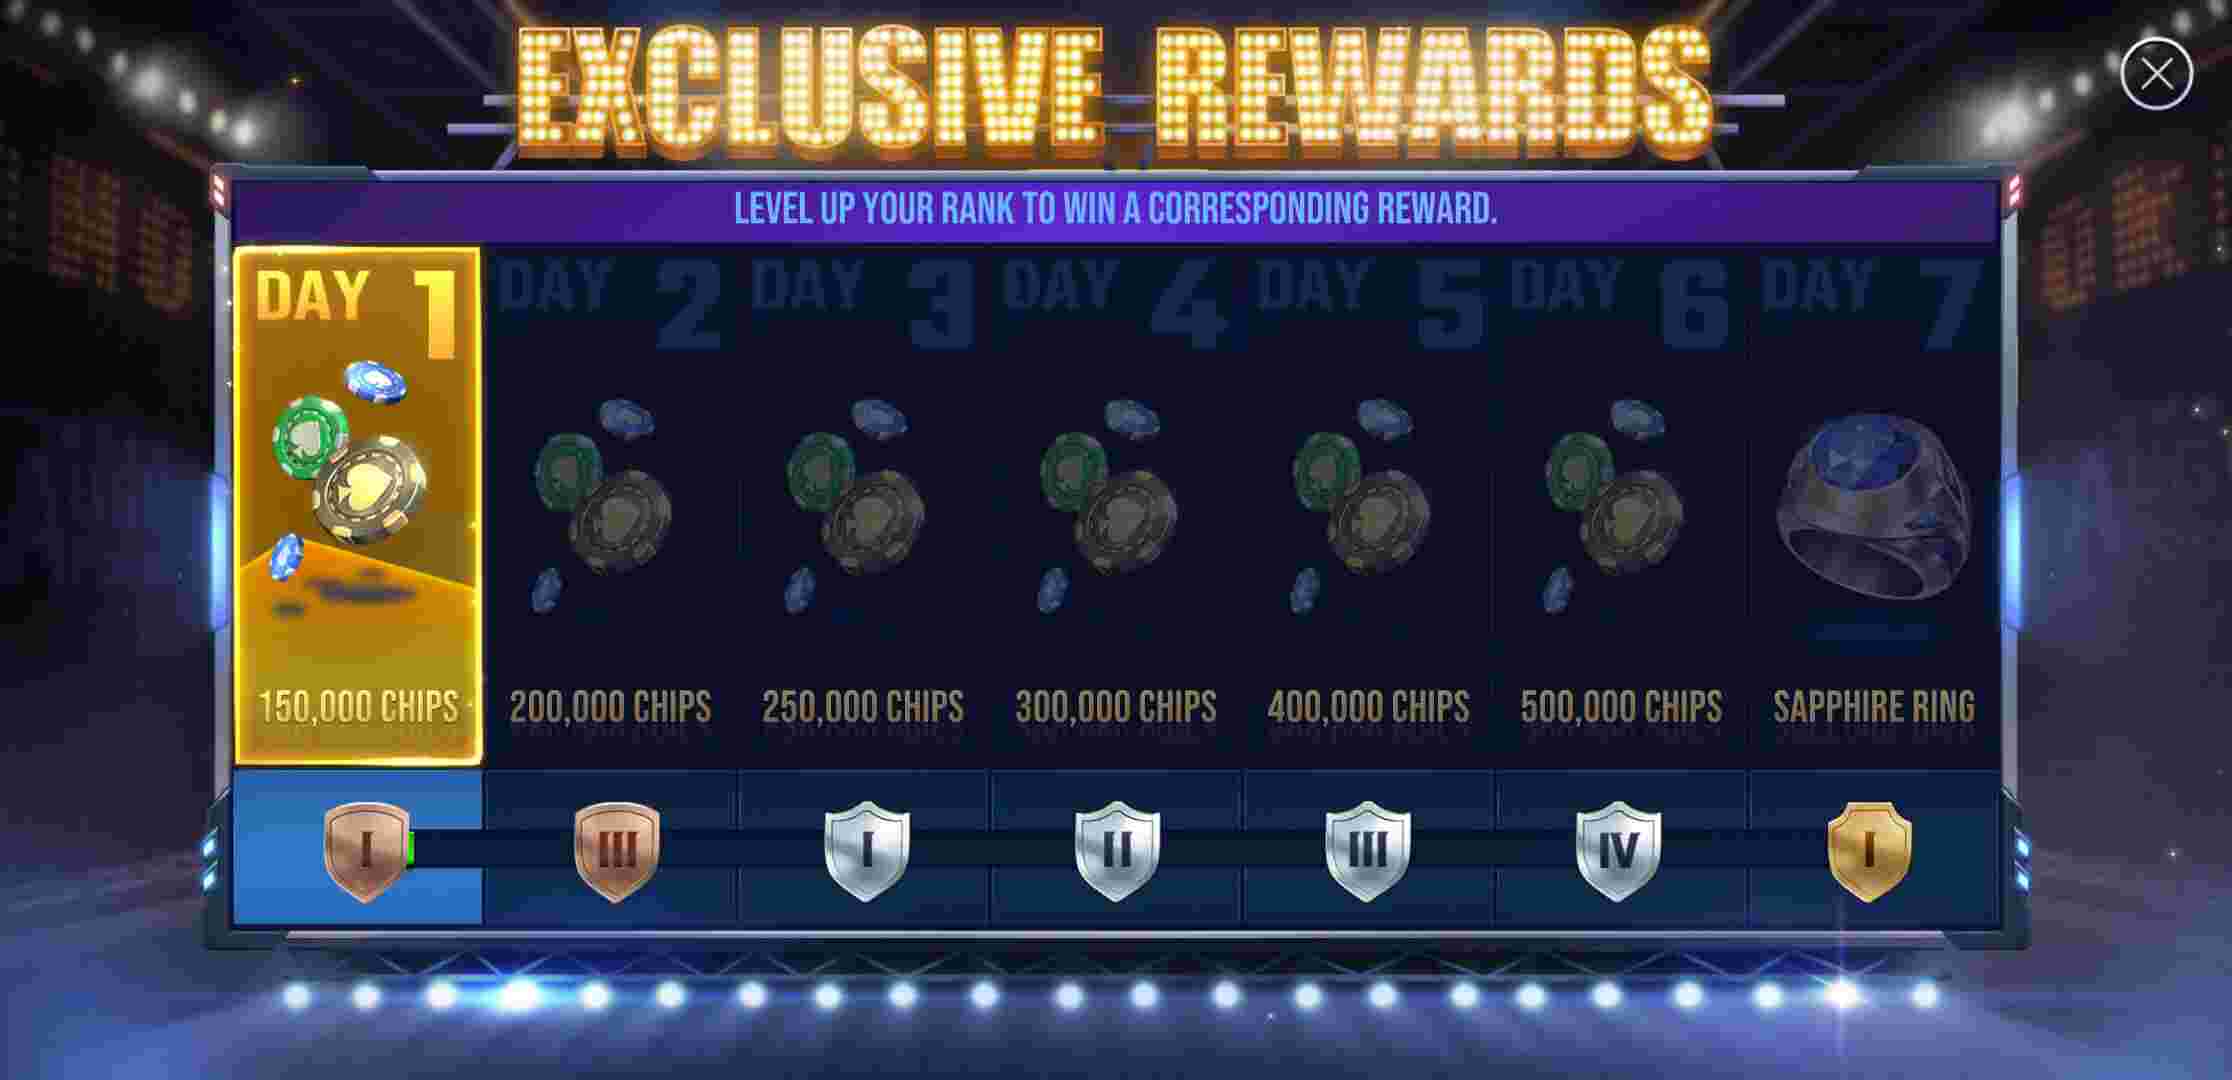 EXCLUSIVE REWARDS
LEVEL UP YOUR RANK TO WIN A CORRESPONDING REWARD.
DAY 1
DAY 2
DAY 3
DAY 4
DAY 5
DAY 6
DAY 7
150,000 CHIPS
200,000 CHIPS
250,000 CHIPS
300,000 CHIPS
400,000 CHIPS
500,000 CHIPS
SAPPHIRE RING
I
III
I
II
III
IV
I